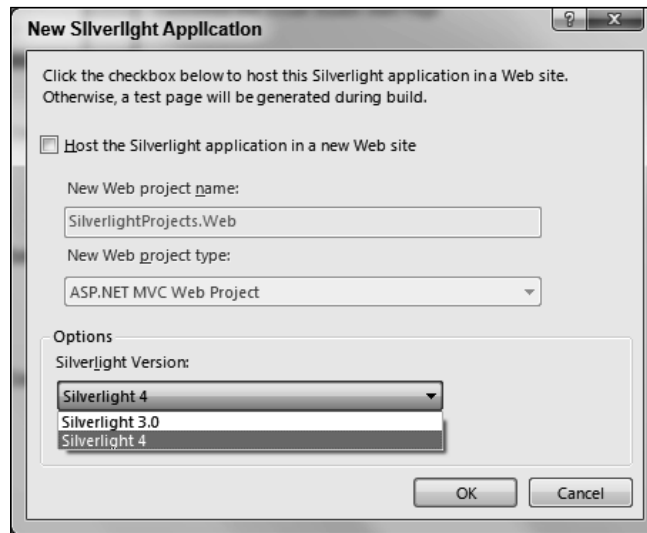 New Silverlight Application
Click the checkbox below to host this Silverlight application in a Web site.
Otherwise, a test page will be generated during build.
Host the Silverlight application in a new Web site
New Web project name:
SilverlightProjects.Web
New Web project type:
ASP.NET MVC Web Project
Options
Silverlight Version:
Silverlight 4
Silverlight 3.0
Silverlight 4
OK
Cancel